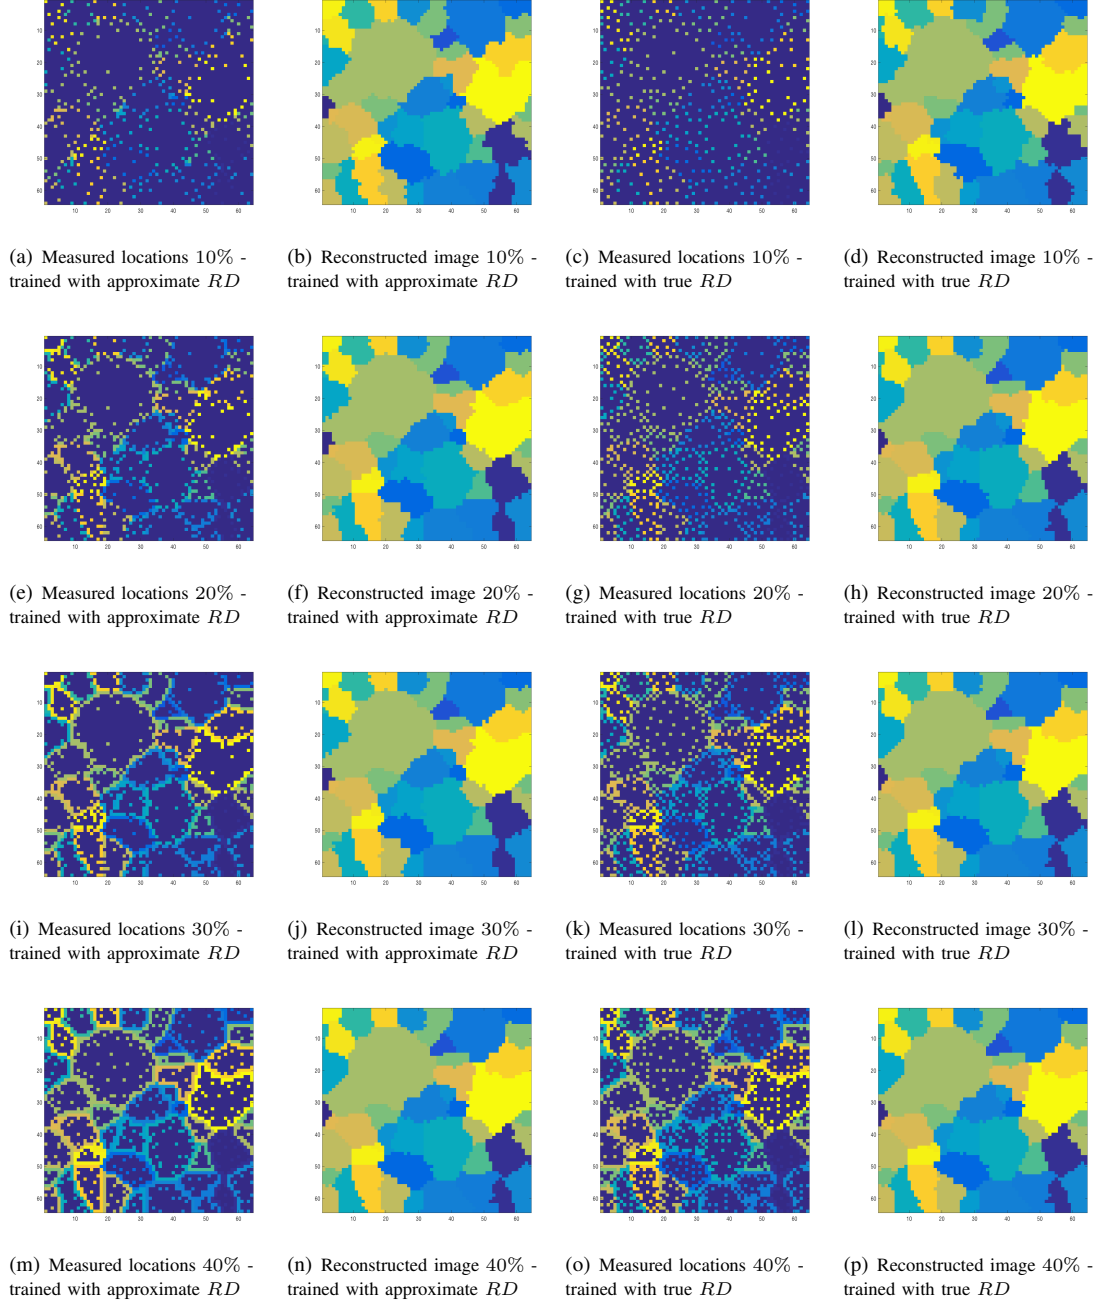 (a) Measured locations 10% -
trained with approximate RD
(b) Reconstructed image 10% -
trained with approximate RD
(c) Measured locations 10% -
trained with true RD
(d) Reconstructed image 10% -
trained with true RD
(e) Measured locations 20% -
trained with approximate RD
(f) Reconstructed image 20% -
trained with approximate RD
(g) Measured locations 20% -
trained with true RD
(h) Reconstructed image 20% -
trained with true RD
(i) Measured locations 30% -
trained with approximate RD
(j) Reconstructed image 30% -
trained with approximate RD
(k) Measured locations 30% -
trained with true RD
(l) Reconstructed image 30% -
trained with true RD
(m) Measured locations 40% -
trained with approximate RD
(n) Reconstructed image 40% -
trained with approximate RD
(o) Measured locations 40% -
trained with true RD
(p) Reconstructed image 40% -
trained with true RD